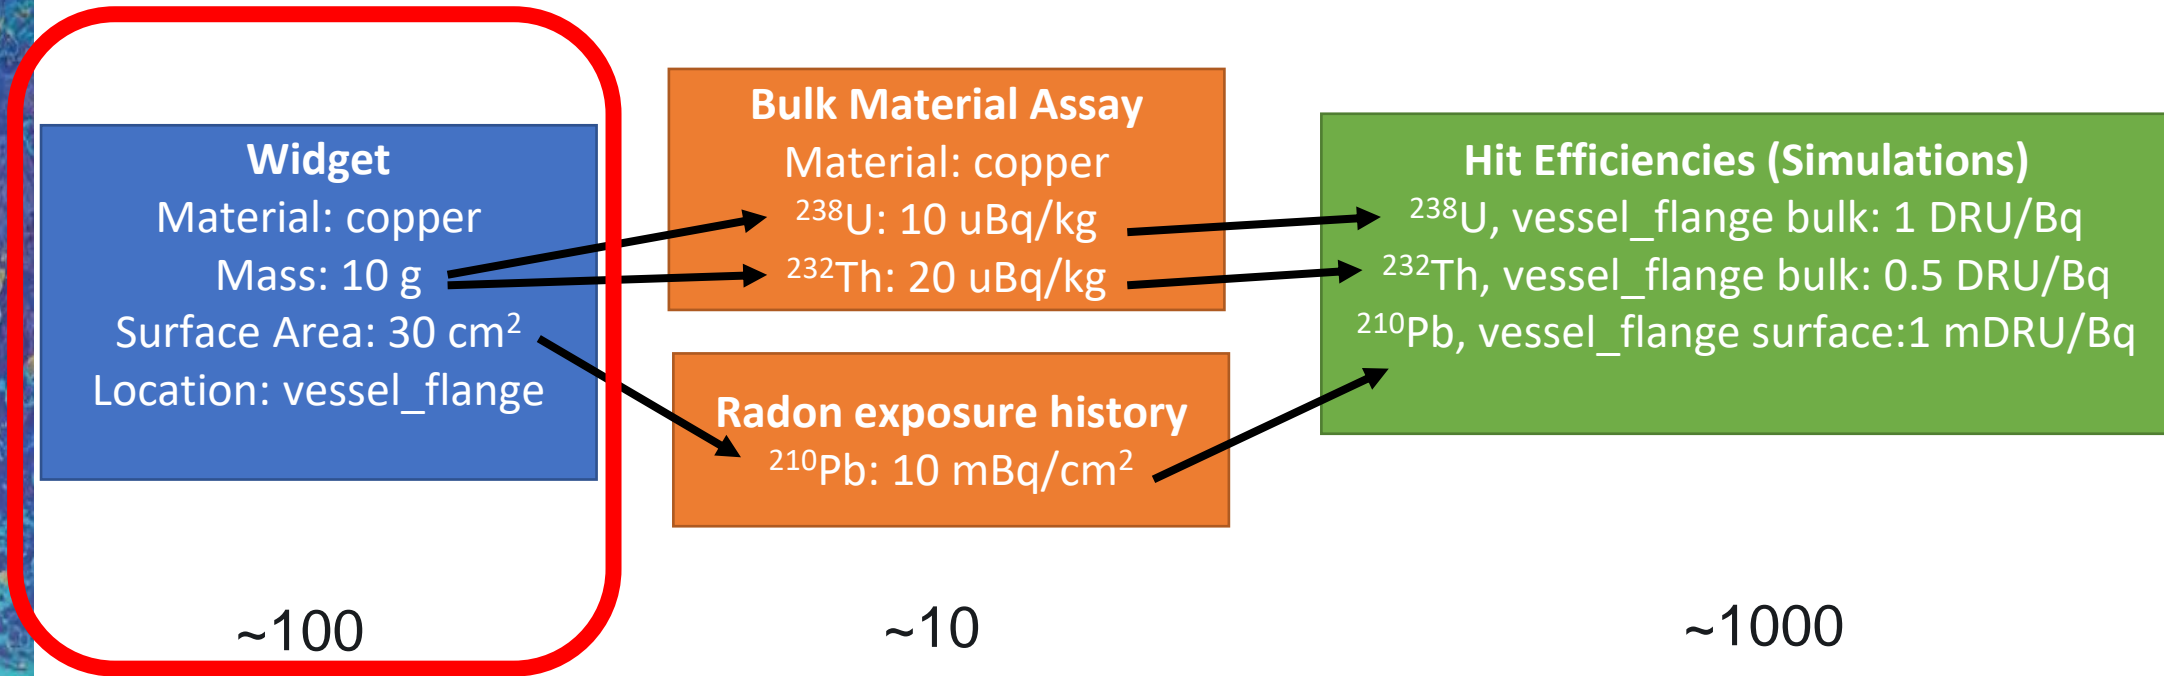 Widget
Material: copper
Mass: 10 g
Surface Area: 30 cm²
Location: vessel_flange
~100
Bulk Material Assay
Material: copper
²³⁸U: 10 uBq/kg
²³²Th: 20 uBq/kg
Radon exposure history
²¹⁰Pb: 10 mBq/cm²
~10
Hit Efficiencies (Simulations)
²³⁸U, vessel_flange bulk: 1 DRU/Bq
²³²Th, vessel_flange bulk: 0.5 DRU/Bq
²¹⁰Pb, vessel_flange surface:1 mDRU/Bq
~1000